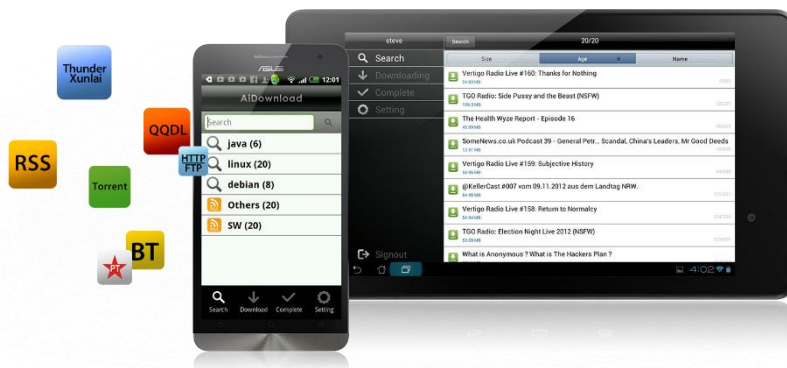 Thunder
Xunlai
QQDL
HTTP
FTP
RSS
Torrent
BT
PT
ASUS
12:01
AiDownload
Search
java (6)
linux (20)
debian (8)
Others (20)
SW (20)
Search
Download
Complete
Setting
steve
Search
20/20
Search
Downloading
Complete
Setting
Signout
Size
Age
Name
Vertigo Radio Live #160: Thanks for Nothing
TGO Radio: Side Pussy and the Beast (NSFW)
The Health Wyze Report - Episode 16
SomeNews.co.uk Podcast 39 - General Petr... Scandal, China's Leaders, Mr Good Deeds
Vertigo Radio Live #159: Subjective History
@KellerCast #007 vom 09.11.2012 aus dem Landtag NRW.
Vertigo Radio Live #158: Return to Normalcy
TGO Radio: Election Night Live 2012 (NSFW)
What is Anonymous ? What is The Hackers Plan ?
4:02